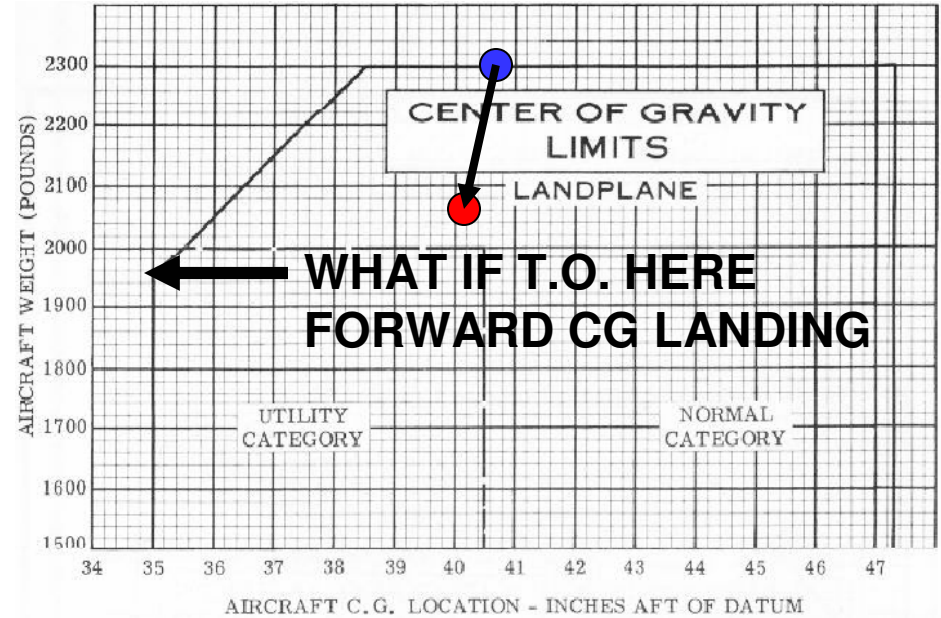 2300
CENTER OF GRAVITY
LIMITS
2200
2100
LANDPLANE
2000
WHAT IF T.O. HERE
FORWARD CG LANDING
1900
1800
UTILITY
CATEGORY
NORMAL
CATEGORY
1700
1600
1500
AIRCRAFT WEIGHT (POUNDS)
34 35 36 37 38 39 40 41 42 43 44 45 46 47
AIRCRAFT C.G. LOCATION - INCHES AFT OF DATUM